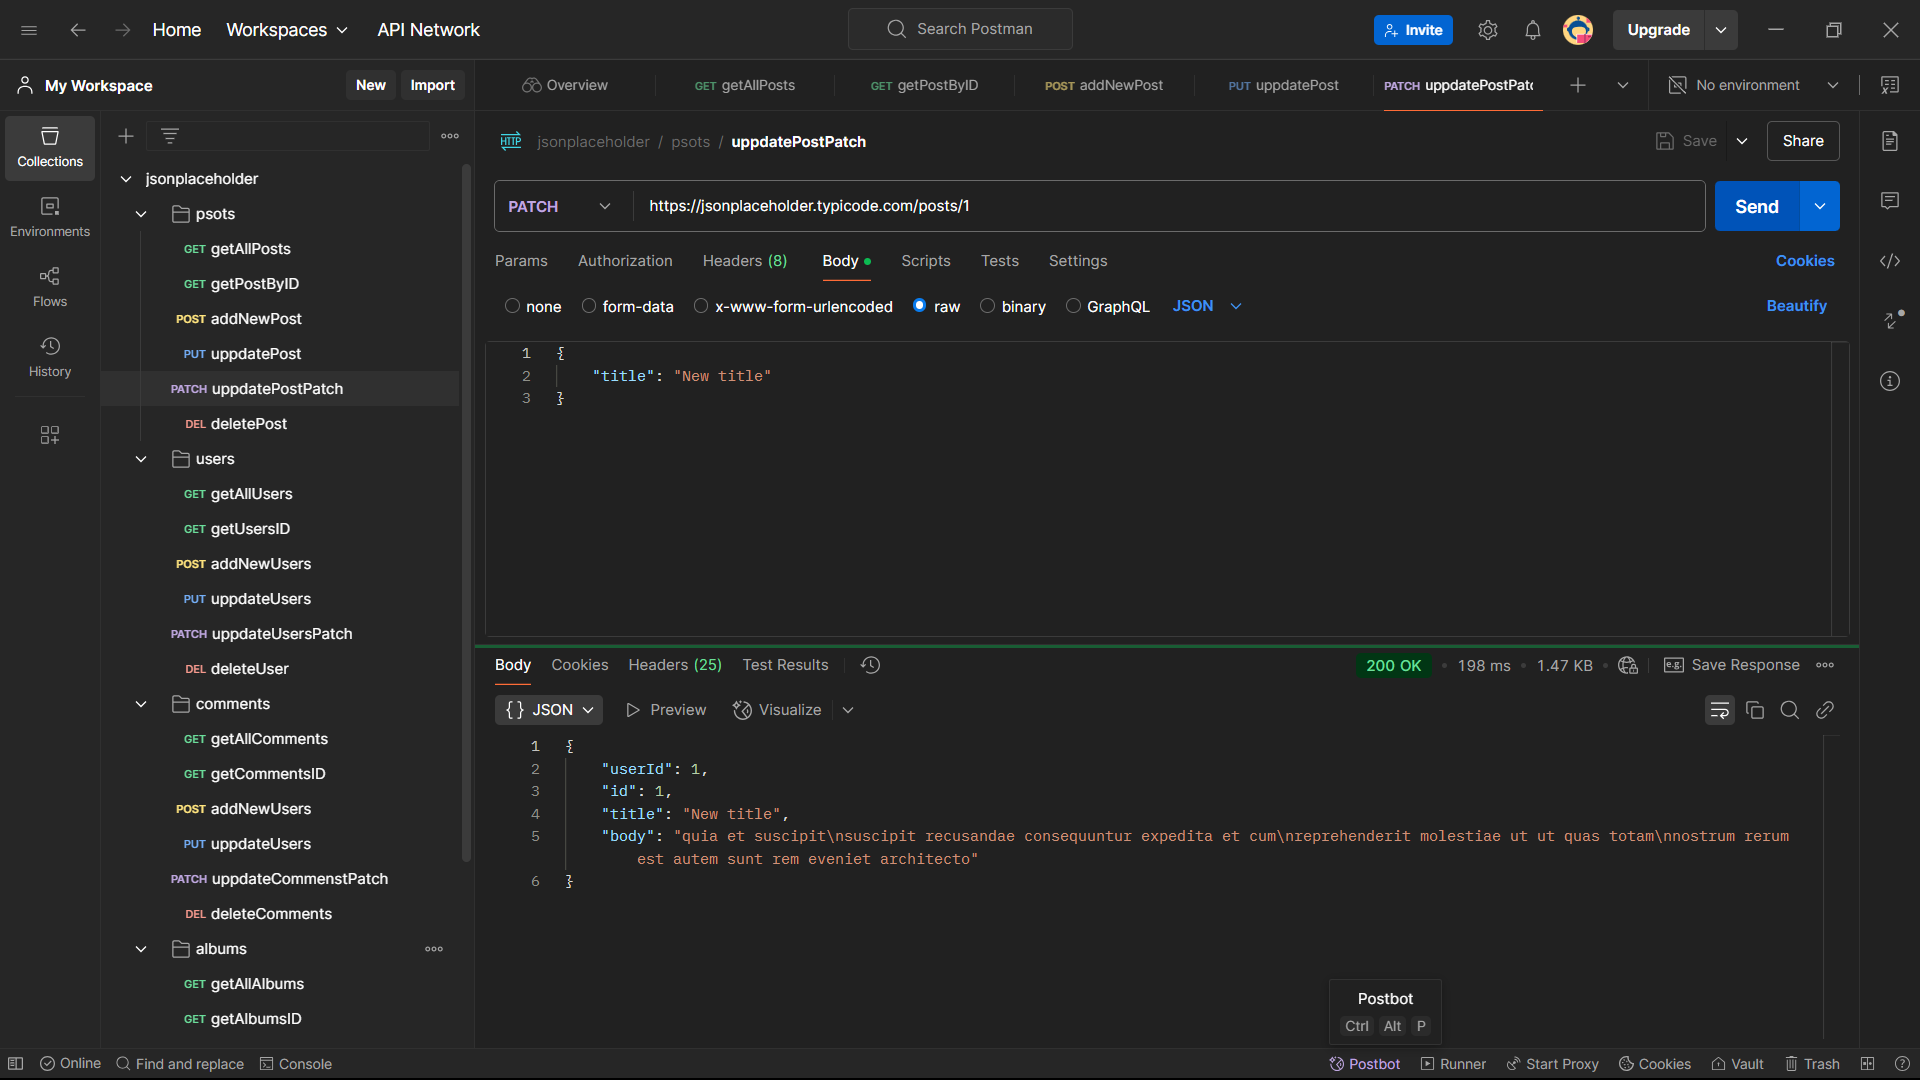 Home Workspaces API Network Search Postman Invite Upgrade
My Workspace New Import Overview GET getAllPosts GET getPostByID POST addNewPost PUT uppdatePost PATCH uppdatePostPatc No environment
Collections
Environments
Flows
History
jsonplaceholder
psots
GET getAllPosts
GET getPostByID
POST addNewPost
PUT uppdatePost
PATCH uppdatePostPatch
DEL deletePost
users
GET getAllUsers
GET getUsersID
POST addNewUsers
PUT uppdateUsers
PATCH uppdateUsersPatch
DEL deleteUser
comments
GET getAllComments
GET getCommentsID
POST addNewUsers
PUT uppdateUsers
PATCH uppdateCommenstPatch
DEL deleteComments
albums
GET getAllAlbums
GET getAlbumsID
HTTP jsonplaceholder / psots / uppdatePostPatch Save Share
PATCH https://jsonplaceholder.typicode.com/posts/1 Send
Params Authorization Headers (8) Body Scripts Tests Settings Cookies
none form-data x-www-form-urlencoded raw binary GraphQL JSON Beautify
1 {
2 "title": "New title"
3 }
Body Cookies Headers (25) Test Results 200 OK 198 ms 1.47 KB e.g. Save Response
{} JSON Preview Visualize
1 {
2 "userId": 1,
3 "id": 1,
4 "title": "New title",
5 "body": "quia et suscipit\nsuscipit recusandae consequuntur expedita et cum\nreprehenderit molestiae ut ut quas totam\nnostrum rerum
est autem sunt rem eveniet architecto"
6 }
Postbot
Ctrl Alt P
Online Find and replace Console Postbot Runner Start Proxy Cookies Vault Trash